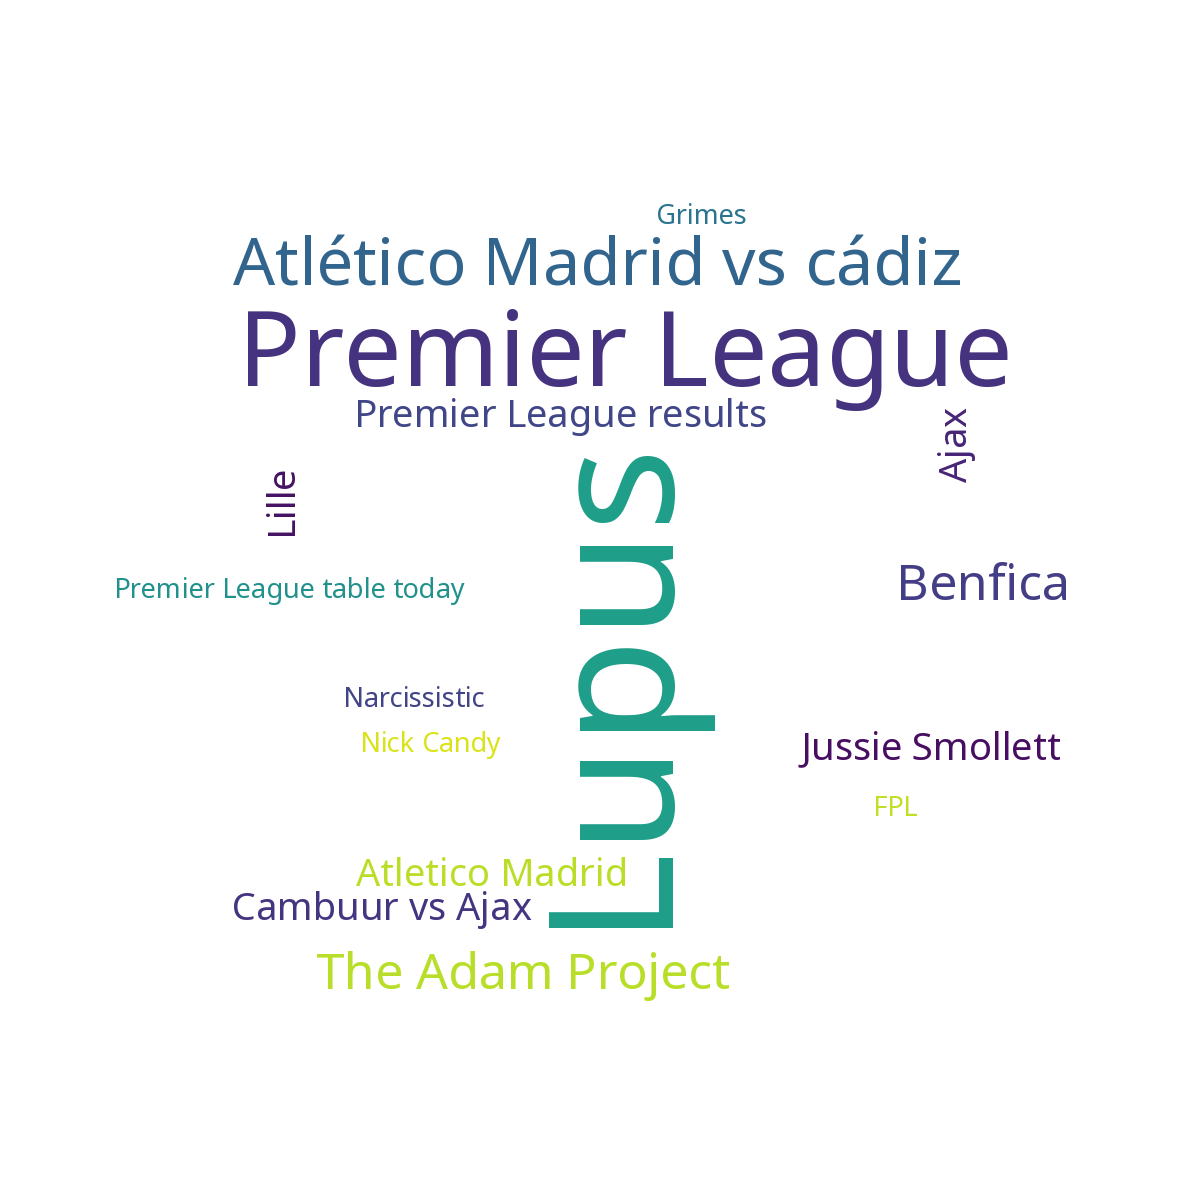 Grimes
Atlético Madrid vs cádiz
Premier League
Premier League results
Ajax
Lille
Lupus
Premier League table today
Benfica
Narcissistic
Nick Candy
Jussie Smollett
FPL
Atletico Madrid
Cambuur vs Ajax
The Adam Project